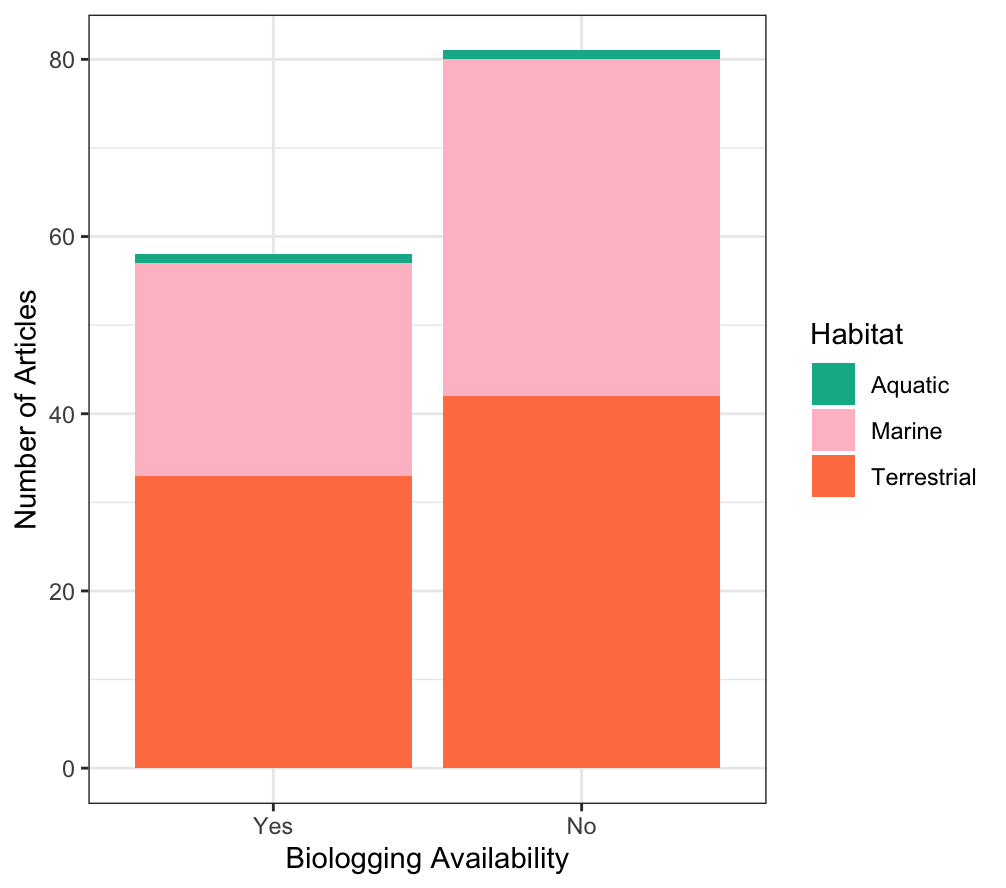 80
60
40
20
0
Number of Articles
Yes
No
Biologging Availability
Habitat
Aquatic
Marine
Terrestrial